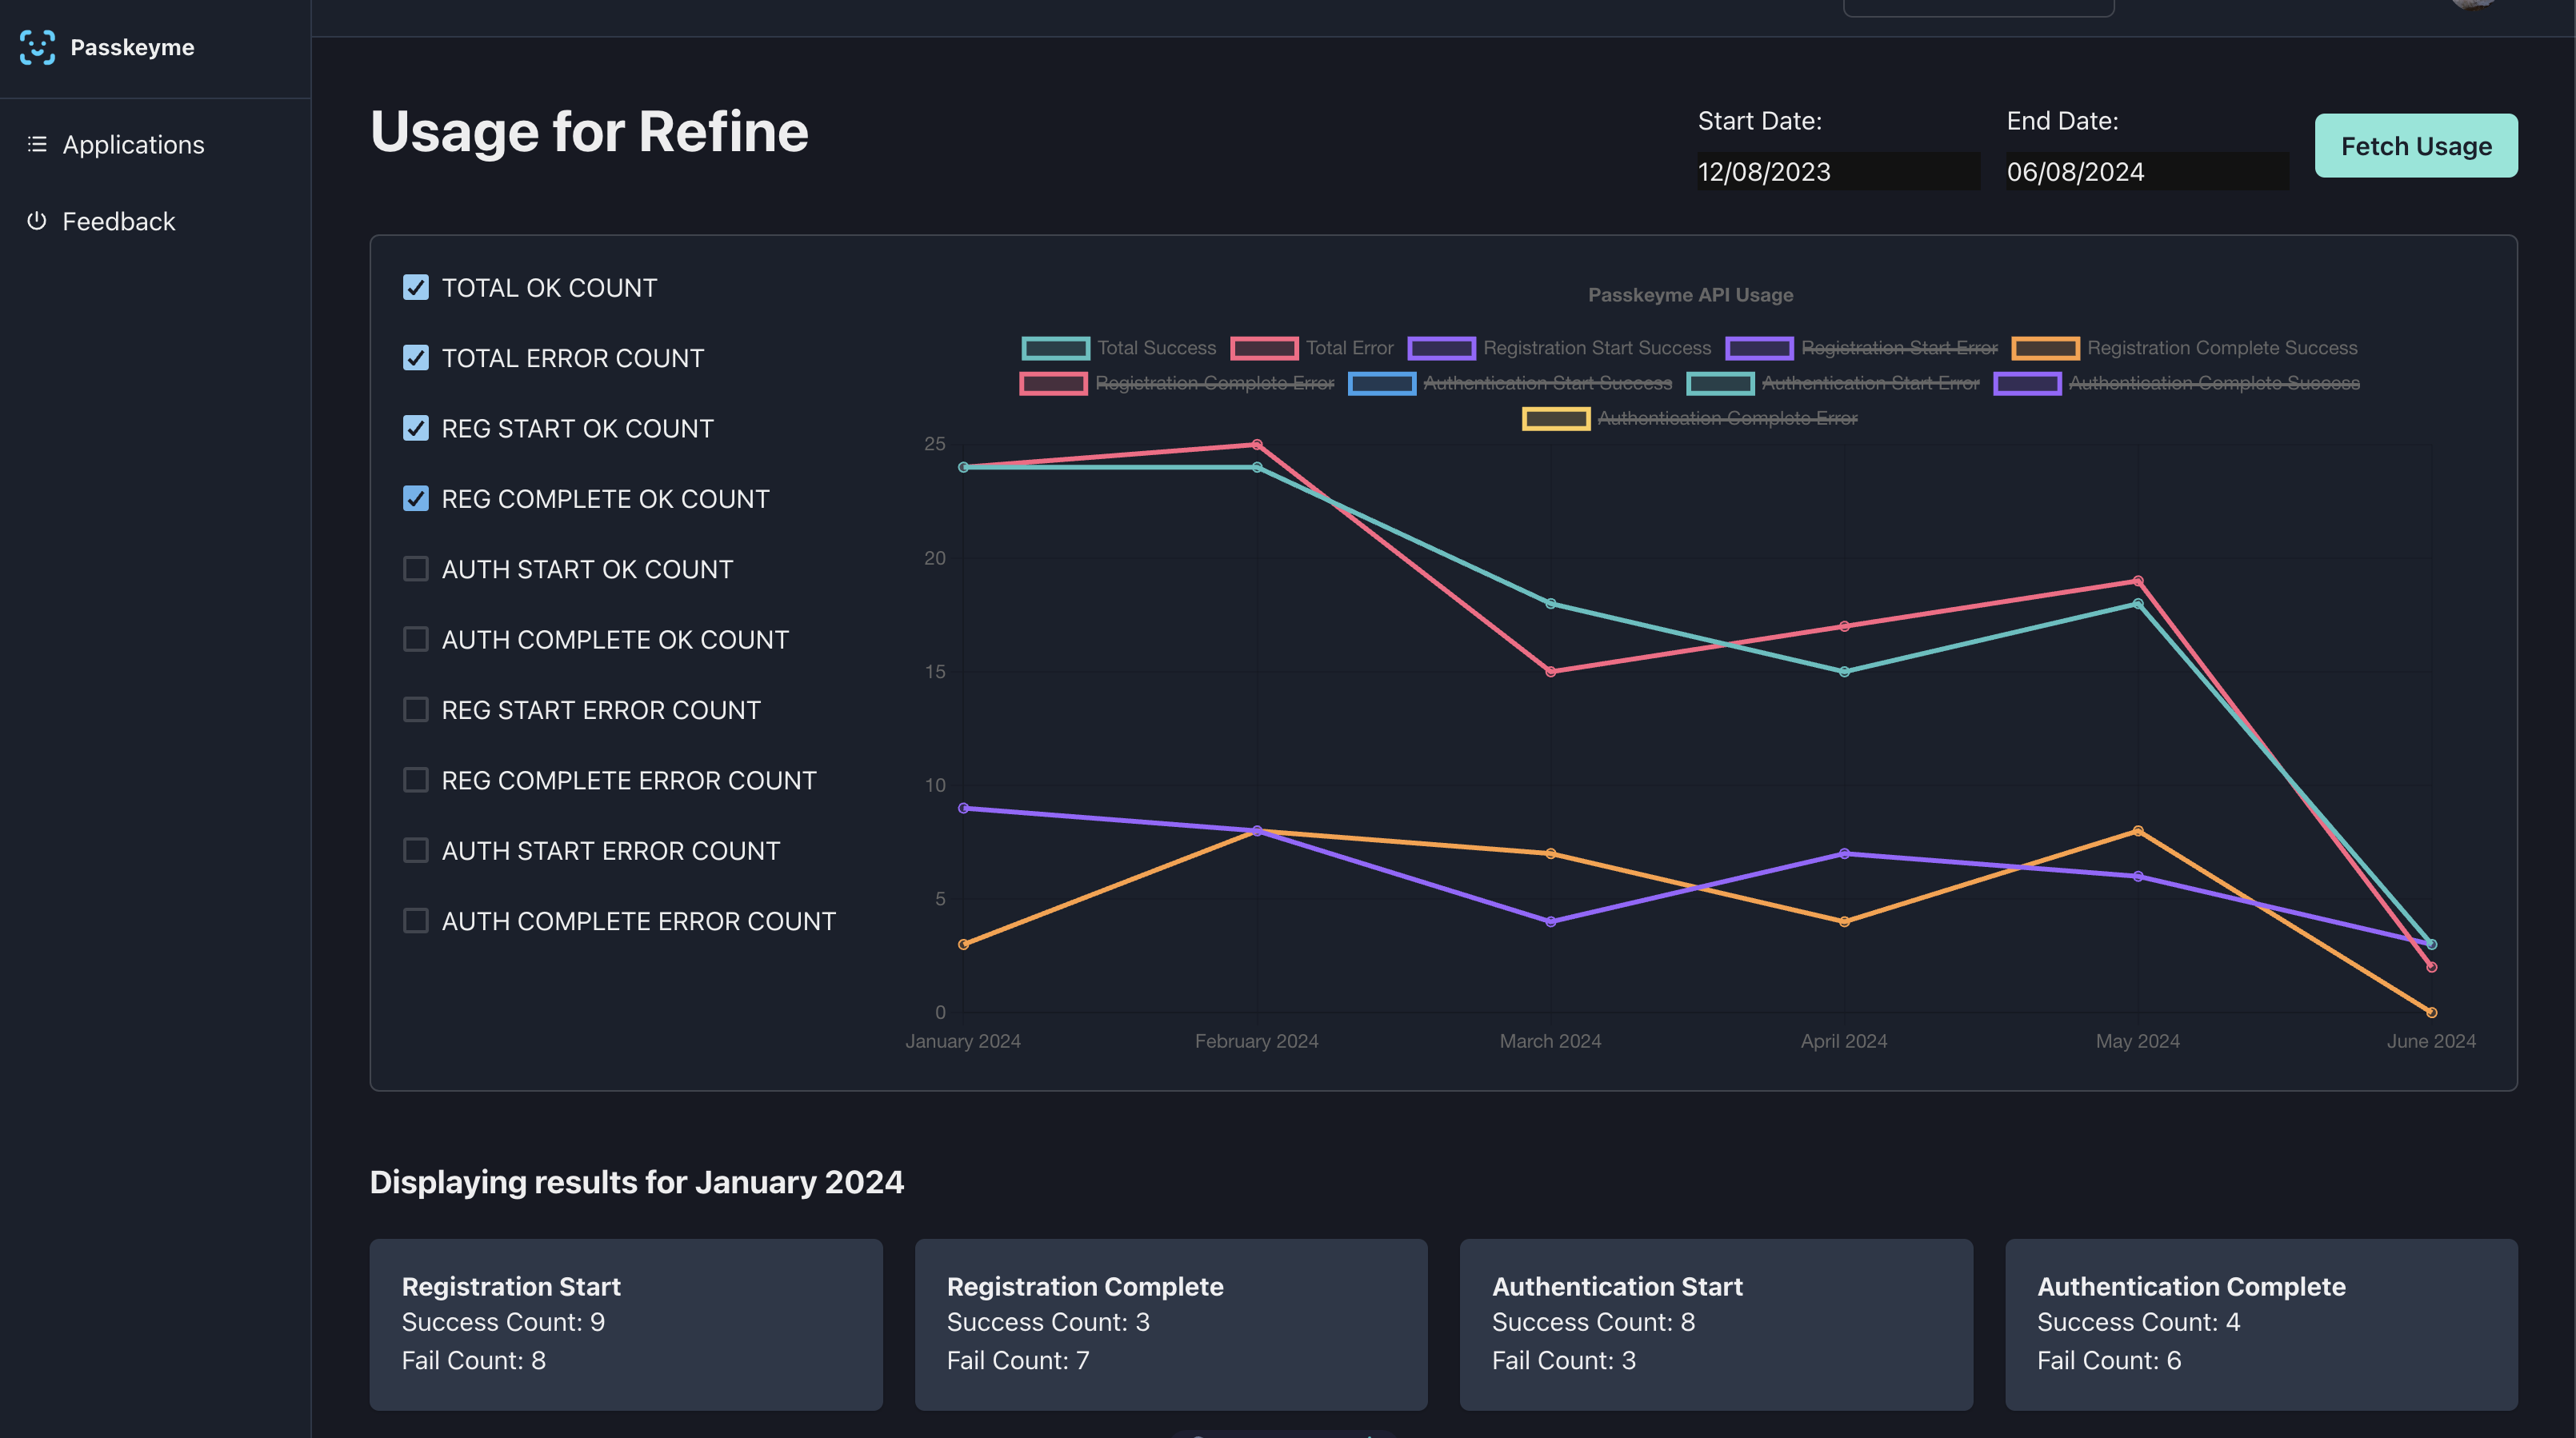 Passkeyme
Applications
Feedback
Usage for Refine
Start Date:
12/08/2023
End Date:
06/08/2024
Fetch Usage
TOTAL OK COUNT
TOTAL ERROR COUNT
REG START OK COUNT
REG COMPLETE OK COUNT
AUTH START OK COUNT
AUTH COMPLETE OK COUNT
REG START ERROR COUNT
REG COMPLETE ERROR COUNT
AUTH START ERROR COUNT
AUTH COMPLETE ERROR COUNT
Passkeyme API Usage
Total Success Total Error Registration Start Success Registration Start Error Registration Complete Success
Registration Complete Error Authentication Start Success Authentication Start Error Authentication Complete Success
Authentication Complete Error
25
20
15
10
5
0
January 2024 February 2024 March 2024 April 2024 May 2024 June 2024
Displaying results for January 2024
Registration Start
Success Count: 9
Fail Count: 8
Registration Complete
Success Count: 3
Fail Count: 7
Authentication Start
Success Count: 8
Fail Count: 3
Authentication Complete
Success Count: 4
Fail Count: 6